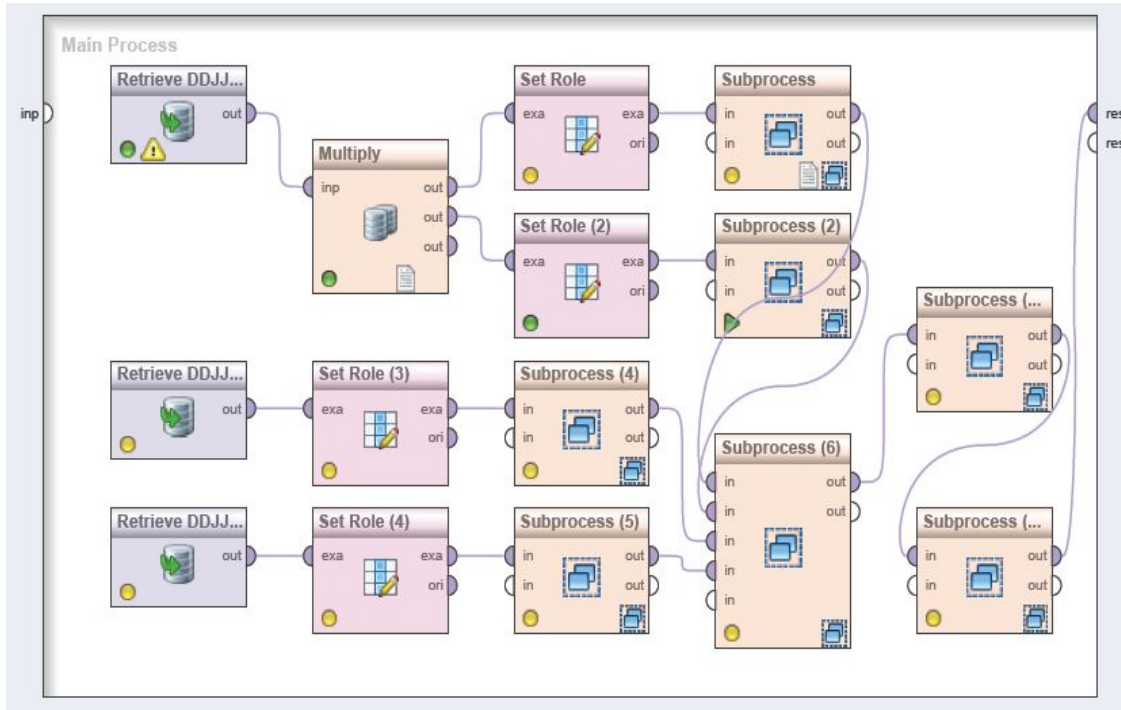 Main Process
Retrieve DDJJ...
out
Set Role
exa
exa
ori
Subprocess
in
out
in
out
inp
res
res
Multiply
inp
out
out
out
Set Role (2)
exa
exa
ori
Subprocess (2)
in
out
in
out
Subprocess (...
in
out
in
out
Retrieve DDJJ...
out
Set Role (3)
exa
exa
ori
Subprocess (4)
in
out
in
out
Subprocess (6)
in
out
in
out
in
in
in
Retrieve DDJJ...
out
Set Role (4)
exa
exa
ori
Subprocess (5)
in
out
in
out
Subprocess (...
in
out
in
out